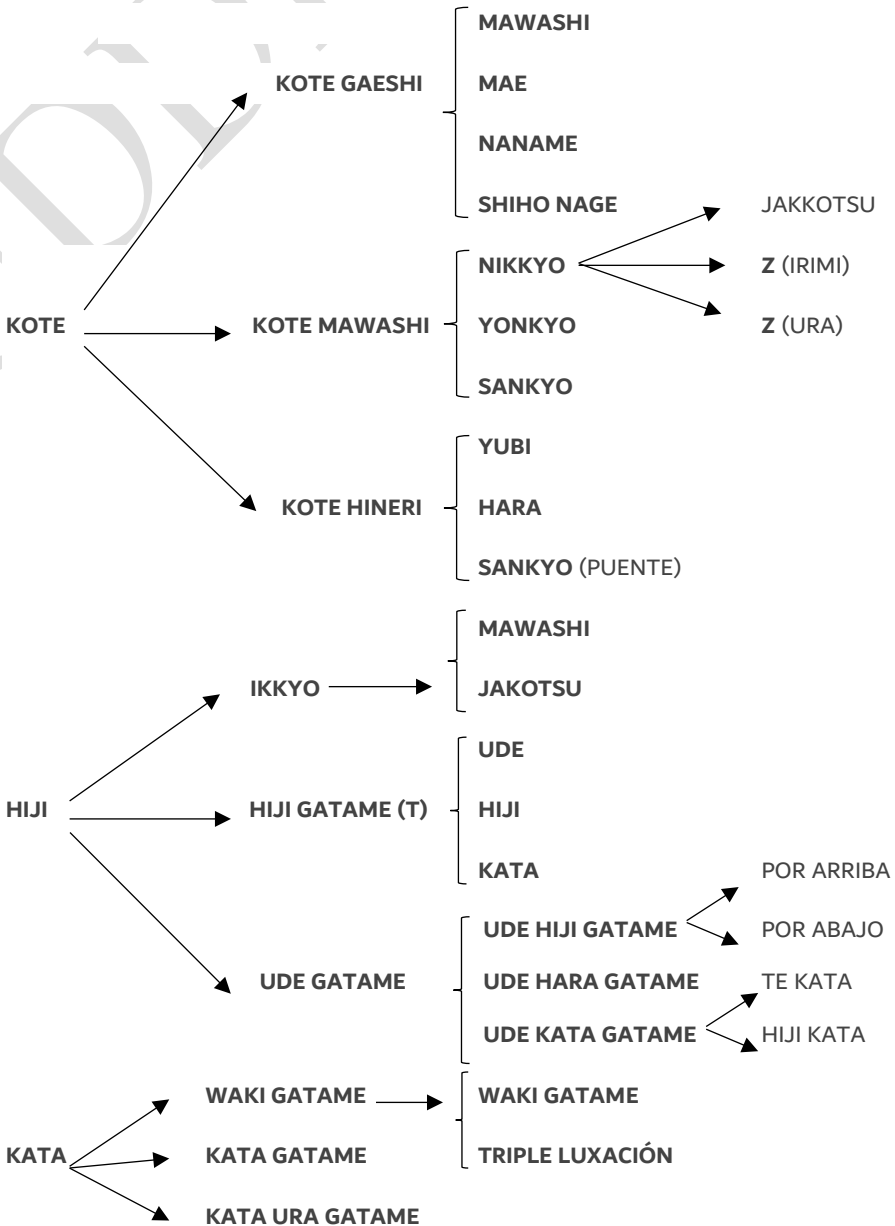 MAWASHI
KOTE GAESHI MAE
NANAME
SHIHO NAGE JAKKOTSU
NIKKYO Z (IRIMI)
KOTE KOTE MAWASHI YONKYO Z (URA)
SANKYO
YUBI
KOTE HINERI HARA
SANKYO (PUENTE)
MAWASHI
IKKYO JAKOTSU
UDE
HIJI HIJI GATAME (T) HIJI
KATA POR ARRIBA
UDE HIJI GATAME POR ABAJO
UDE GATAME UDE HARA GATAME TE KATA
UDE KATA GATAME HIJI KATA
WAKI GATAME WAKI GATAME
KATA KATA GATAME TRIPLE LUXACIÓN
KATA URA GATAME